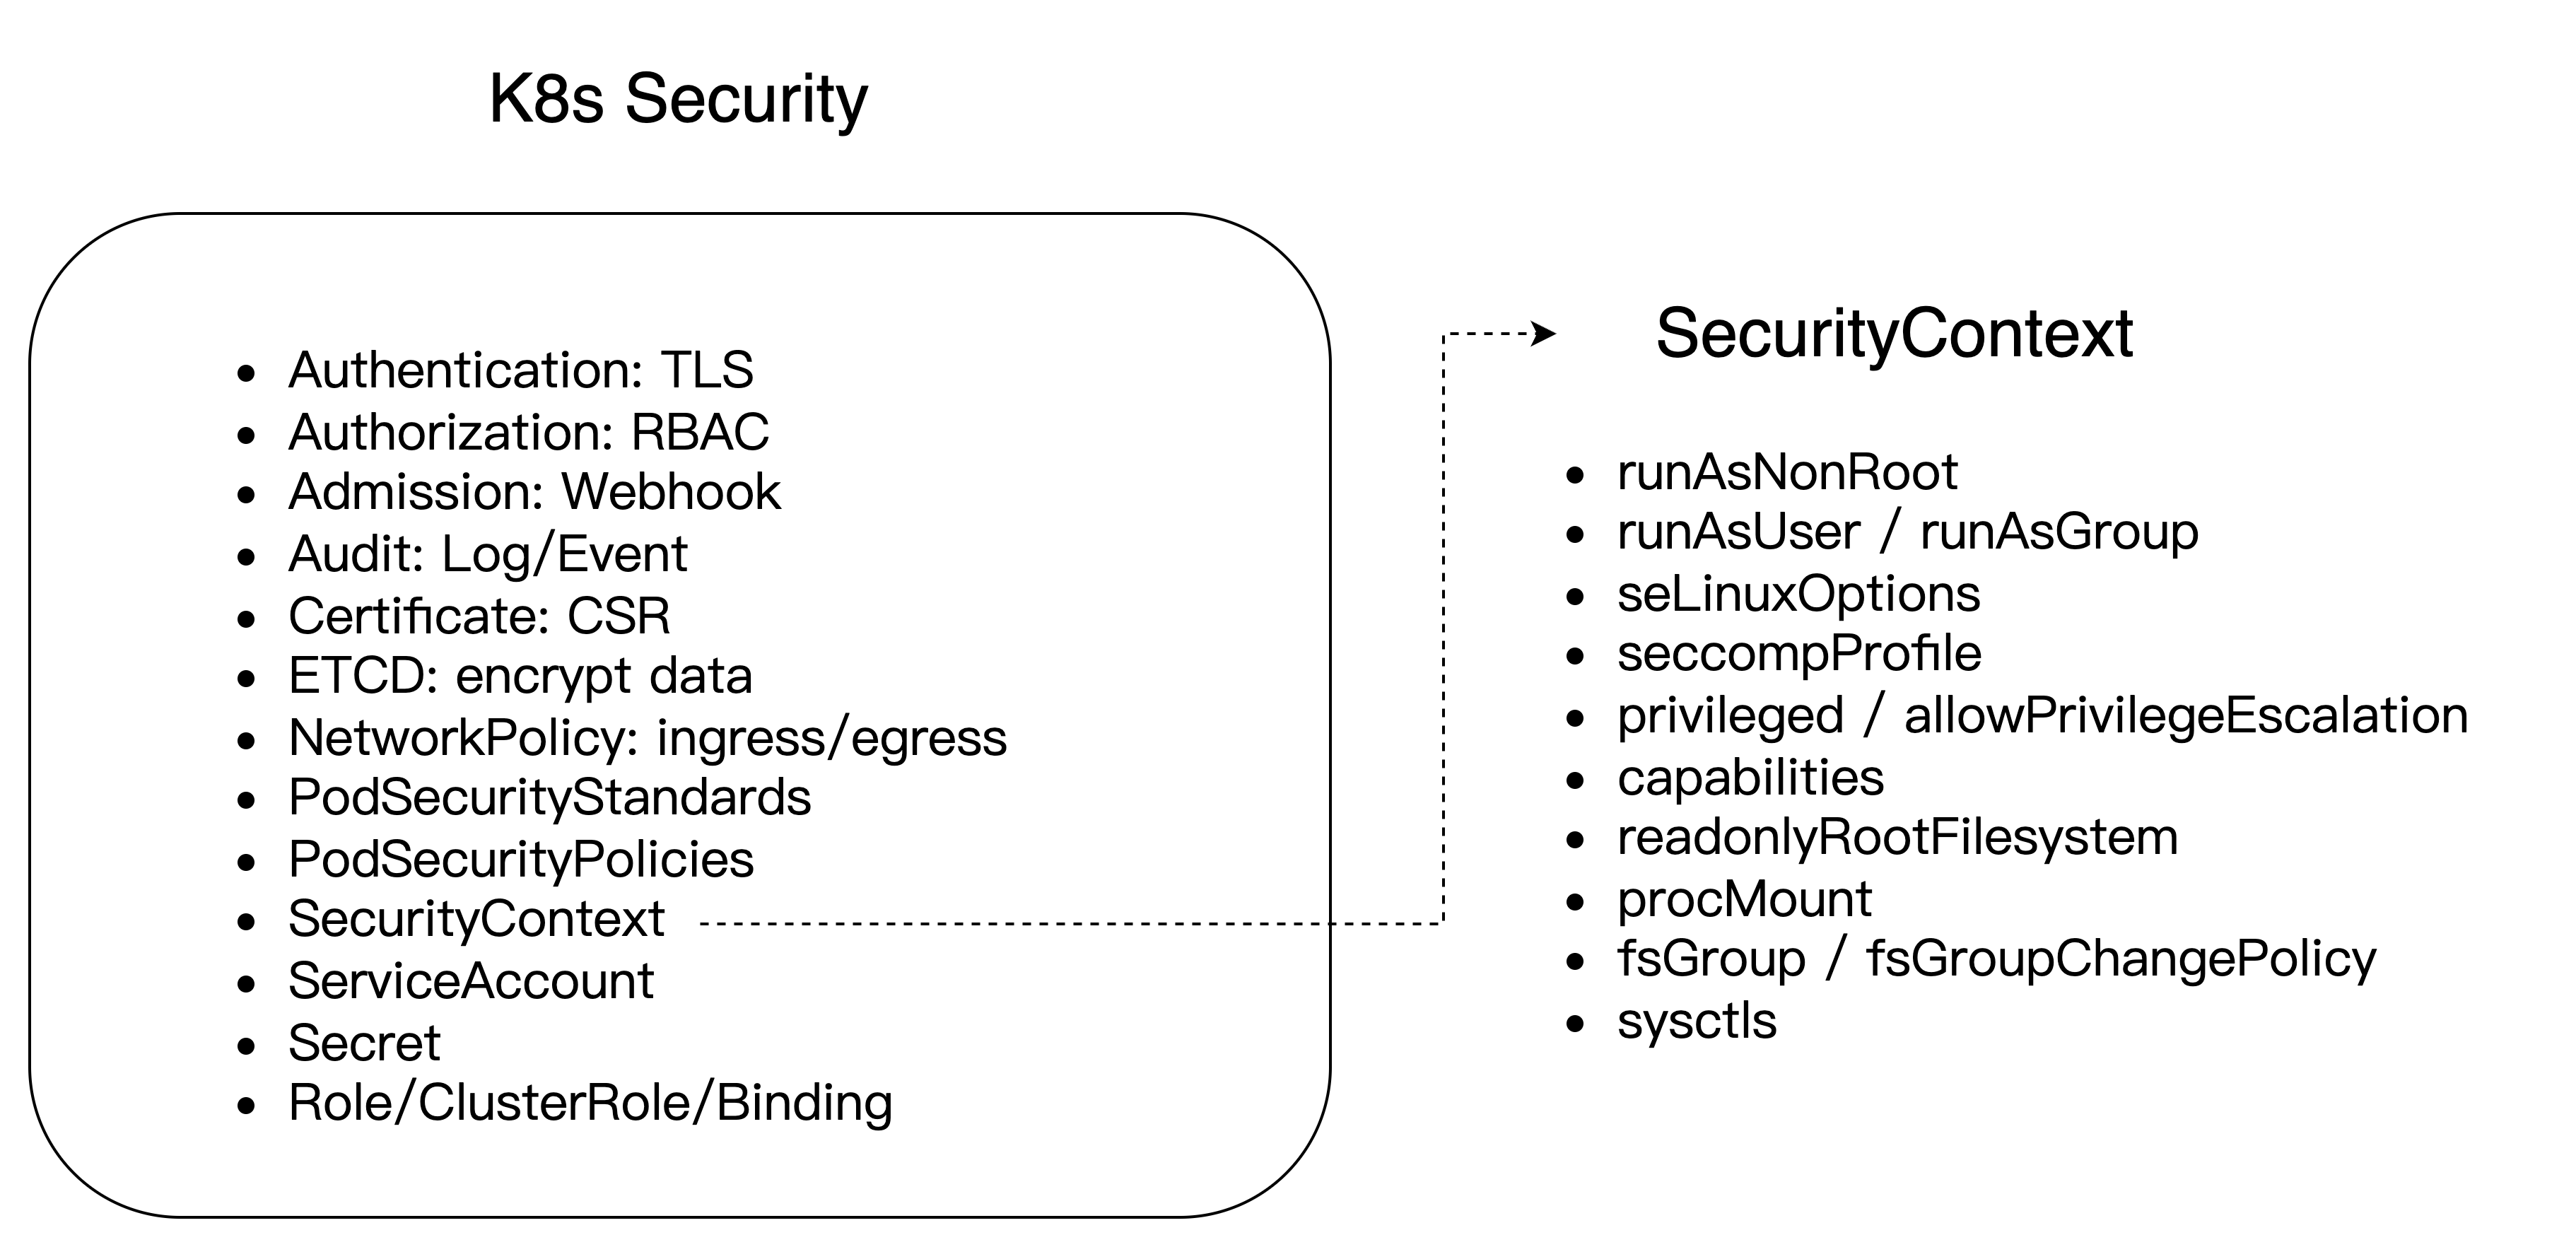 K8s Security
• Authentication: TLS
• Authorization: RBAC
• Admission: Webhook
• Audit: Log/Event
• Certificate: CSR
• ETCD: encrypt data
• NetworkPolicy: ingress/egress
• PodSecurityStandards
• PodSecurityPolicies
• SecurityContext
• ServiceAccount
• Secret
• Role/ClusterRole/Binding
SecurityContext
• runAsNonRoot
• runAsUser / runAsGroup
• seLinuxOptions
• seccompProfile
• privileged / allowPrivilegeEscalation
• capabilities
• readonlyRootFilesystem
• procMount
• fsGroup / fsGroupChangePolicy
• sysctls